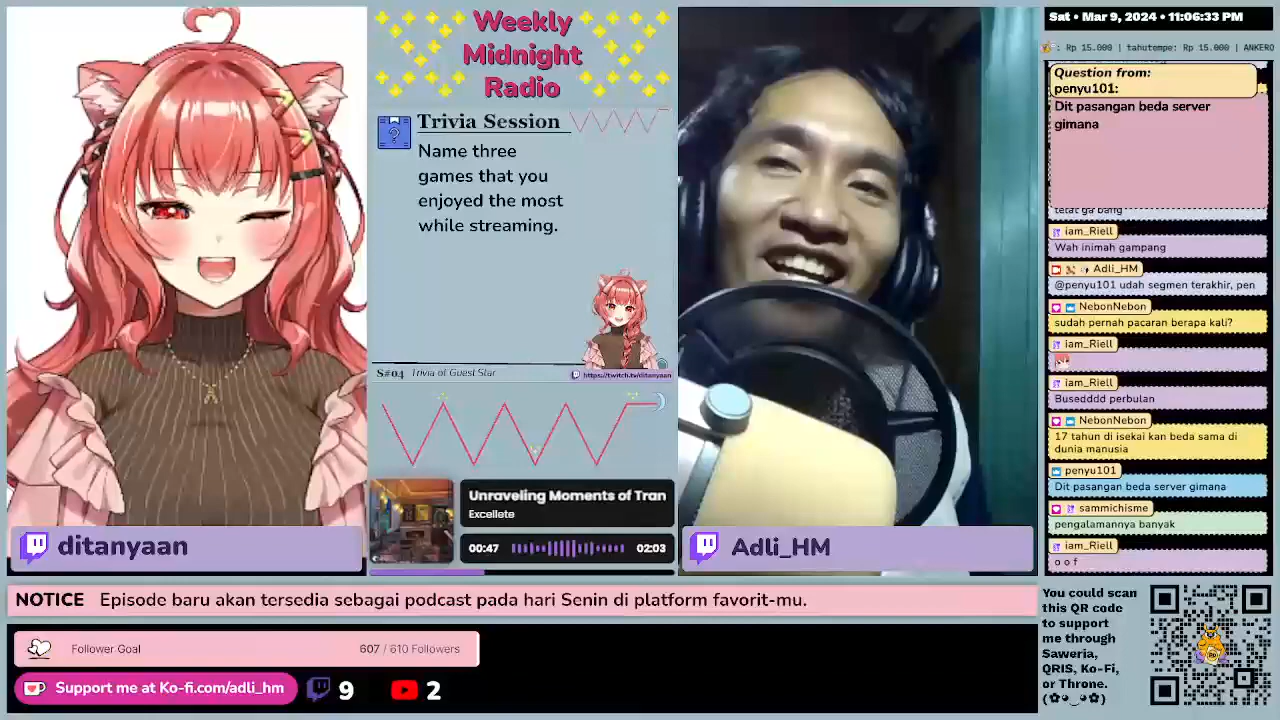 Weekly
Midnight
Radio
Trivia Session
Name three
games that you
enjoyed the most
while streaming.
S#04 Trivia of Guest Star
https://twitch.tv/ditanyaan
Unraveling Moments of Tran
Excellete
00:47
02:03
ditanyaan
Adli_HM
Sat • Mar 9, 2024 • 11:06:33 PM
: Rp 15.000 | tahutempe: Rp 15.000 | ANKERO
Question from:
penyu101:
Dit pasangan beda server
gimana
telat ga bang
iam_Riell
Wah inimah gampang
Adli_HM
@penyu101 udah segmen terakhir, pen
NebonNebon
sudah pernah pacaran berapa kali?
iam_Riell
iam_Riell
Busedddd perbulan
NebonNebon
17 tahun di isekai kan beda sama di
dunia manusia
penyu101
Dit pasangan beda server gimana
sammichisme
pengalamannya banyak
iam_Riell
o o f
NOTICE Episode baru akan tersedia sebagai podcast pada hari Senin di platform favorit-mu.
Follower Goal
607 / 610 Followers
Support me at Ko-fi.com/adli_hm
9
2
You could scan
this QR code
to support
me through
Saweria,
QRIS, Ko-Fi,
or Throne.
(✿◕‿◕✿)